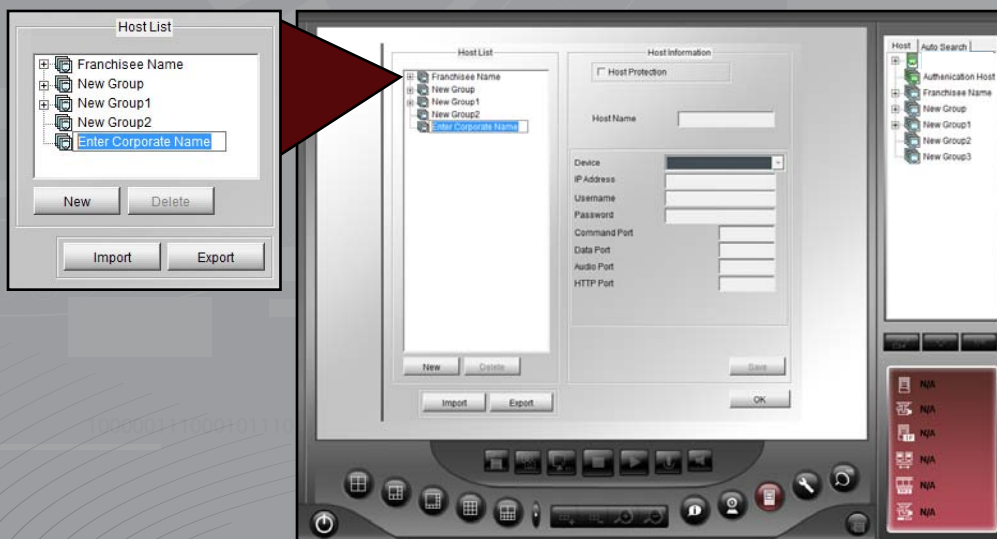 Host List
Franchisee Name
New Group
New Group1
New Group2
Enter Corporate Name
New Delete
Import Export
Host List
Franchisee Name
New Group
New Group1
New Group2
Enter Corporate Name
New Delete
Import Export
Host Information
Host Protection
Host Name
Device
IP Address
Username
Password
Command Port
Data Port
Audio Port
HTTP Port
Save
OK
Host Auto Search
Authenication Host
Franchisee Name
New Group
New Group1
New Group2
New Group3
N/A
N/A
N/A
N/A
N/A
N/A